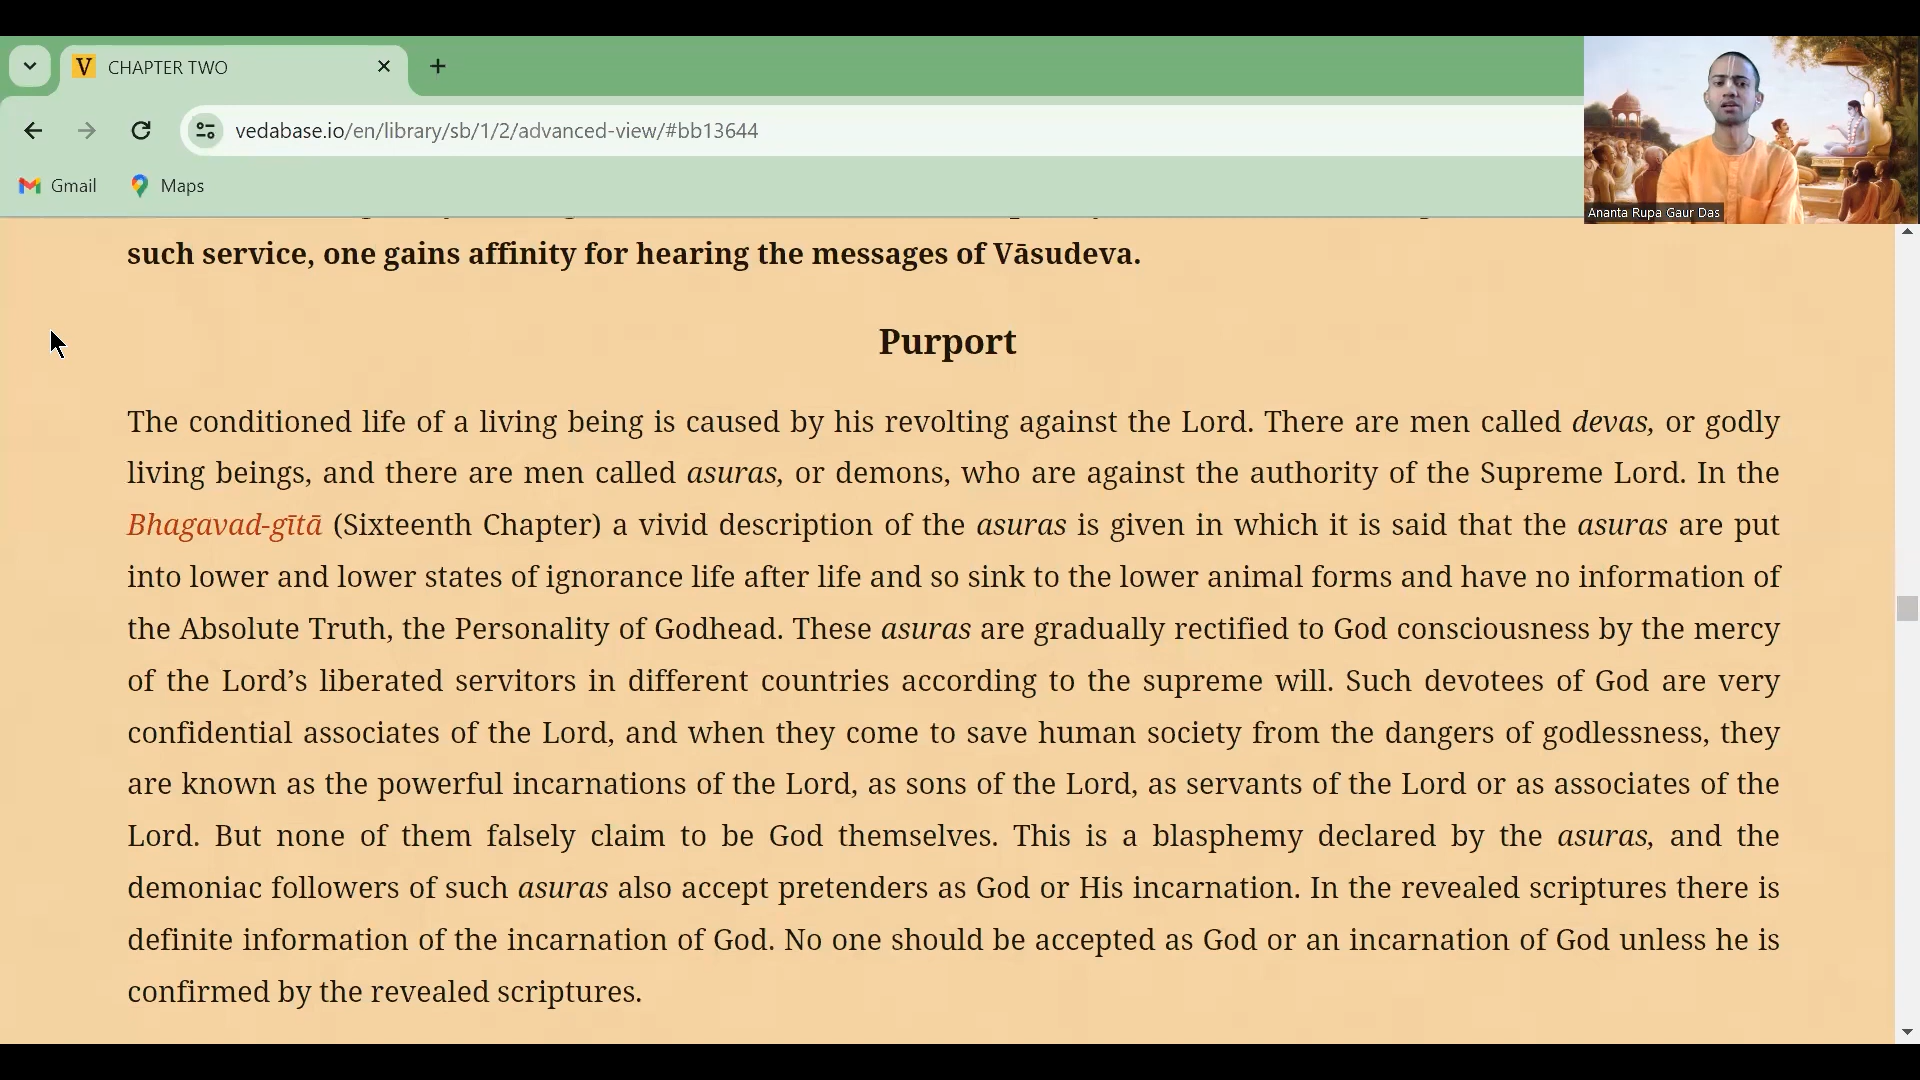 CHAPTER TWO
vedabase.io/en/library/sb/1/2/advanced-view/#bb13644
Gmail Maps
Ananta Rupa Gaur Das
such service, one gains affinity for hearing the messages of Vāsudeva.
Purport
The conditioned life of a living being is caused by his revolting against the Lord. There are men called devas, or godly
living beings, and there are men called asuras, or demons, who are against the authority of the Supreme Lord. In the
Bhagavad-gītā (Sixteenth Chapter) a vivid description of the asuras is given in which it is said that the asuras are put
into lower and lower states of ignorance life after life and so sink to the lower animal forms and have no information of
the Absolute Truth, the Personality of Godhead. These asuras are gradually rectified to God consciousness by the mercy
of the Lord’s liberated servitors in different countries according to the supreme will. Such devotees of God are very
confidential associates of the Lord, and when they come to save human society from the dangers of godlessness, they
are known as the powerful incarnations of the Lord, as sons of the Lord, as servants of the Lord or as associates of the
Lord. But none of them falsely claim to be God themselves. This is a blasphemy declared by the asuras, and the
demoniac followers of such asuras also accept pretenders as God or His incarnation. In the revealed scriptures there is
definite information of the incarnation of God. No one should be accepted as God or an incarnation of God unless he is
confirmed by the revealed scriptures.